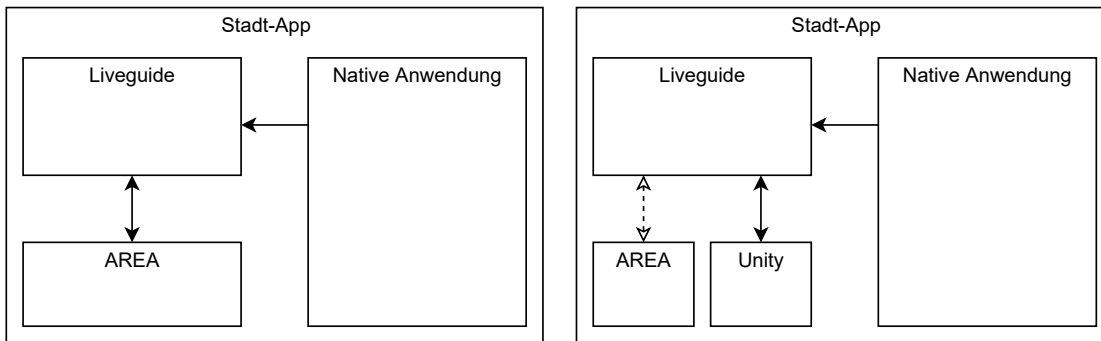 Stadt-App
Liveguide
Native Anwendung
AREA
Stadt-App
Liveguide
Native Anwendung
AREA
Unity